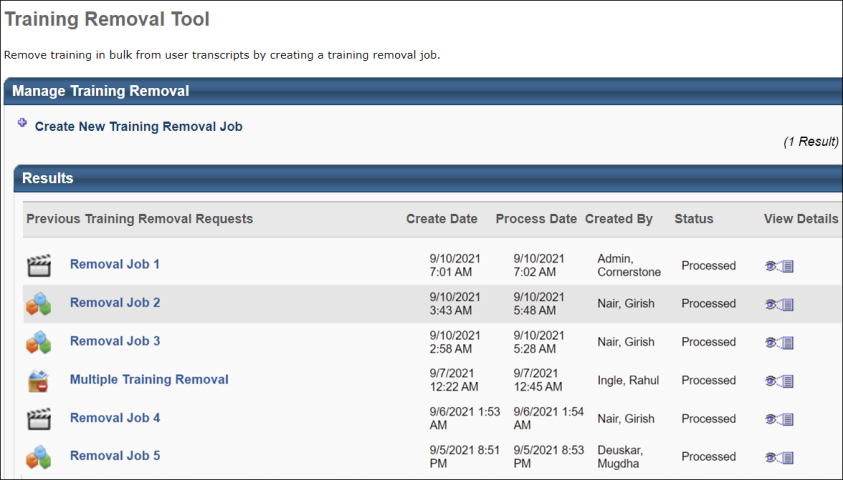 Training Removal Tool
Remove training in bulk from user transcripts by creating a training removal job.
Manage Training Removal
Create New Training Removal Job
(1 Result)
Results
Previous Training Removal Requests Create Date Process Date Created By Status View Details
Removal Job 1 9/10/2021 7:01 AM 9/10/2021 7:02 AM Admin, Cornerstone Processed
Removal Job 2 9/10/2021 3:43 AM 9/10/2021 5:48 AM Nair, Girish Processed
Removal Job 3 9/10/2021 2:58 AM 9/10/2021 5:28 AM Nair, Girish Processed
Multiple Training Removal 9/7/2021 12:22 AM 9/7/2021 12:45 AM Ingle, Rahul Processed
Removal Job 4 9/6/2021 1:53 AM 9/6/2021 1:54 AM Nair, Girish Processed
Removal Job 5 9/5/2021 8:51 PM 9/5/2021 8:53 PM Deuskar, Mugdha Processed